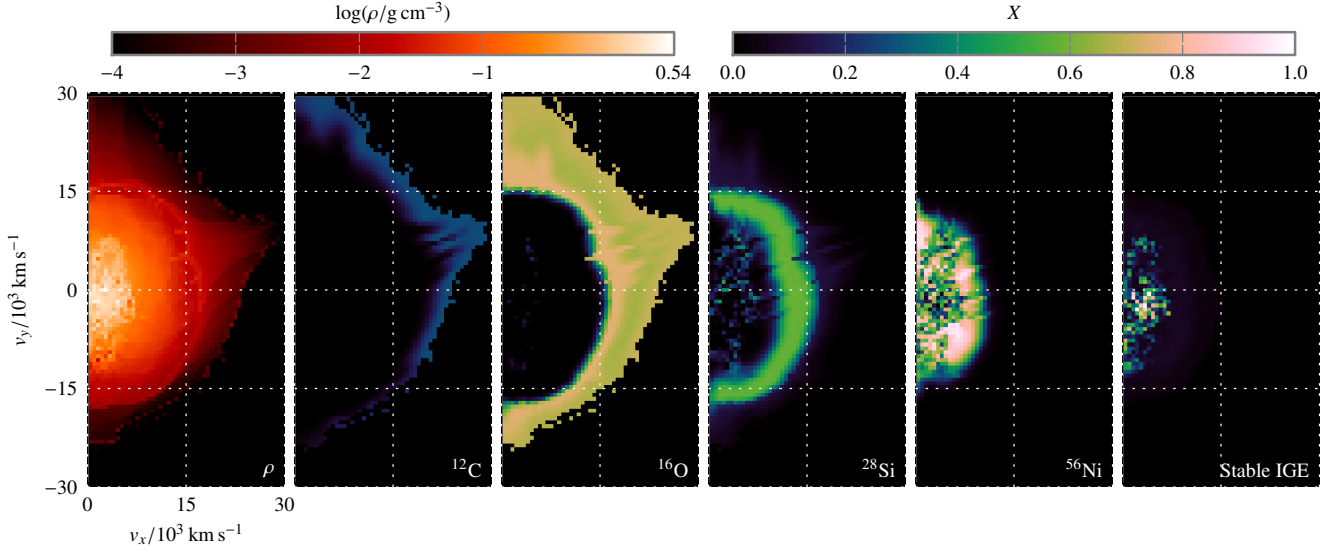 log(ρ/g cm⁻³) X
−4 −3 −2 −1 0.54 0.0 0.2 0.4 0.6 0.8 1.0
30
15
0
−15
−30
v_y/10³ km s⁻¹
ρ ¹²C ¹⁶O ²⁸Si ⁵⁶Ni Stable IGE
0 15 30
v_x/10³ km s⁻¹